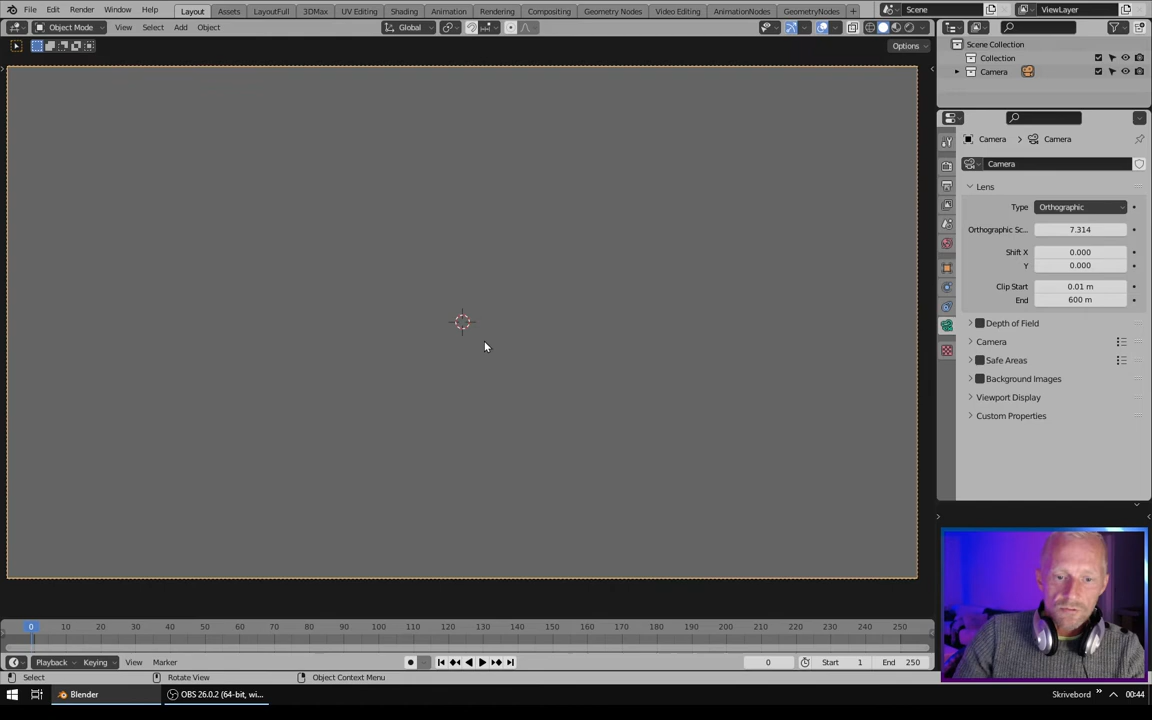 File Edit Render Window Help Layout Assets LayoutFull 3DMax UV Editing Shading Animation Rendering Compositing Geometry Nodes Video Editing AnimationNodes GeometryNodes + Scene ViewLayer
Object Mode View Select Add Object Global
Options
Scene Collection
Collection
Camera
Camera > Camera
Camera
Lens
Type Orthographic
Orthographic Sc... 7.314
Shift X 0.000
Y 0.000
Clip Start 0.01 m
End 600 m
Depth of Field
Camera
Safe Areas
Background Images
Viewport Display
Custom Properties
0 10 20 30 40 50 60 70 80 90 100 110 120 130 140 150 160 170 180 190 200 210 220 230 240 250
Playback Keying View Marker 0 Start 1 End 250
Select Rotate View Object Context Menu
Blender OBS 26.0.2 (64-bit, wi... Skrivebord 00:44